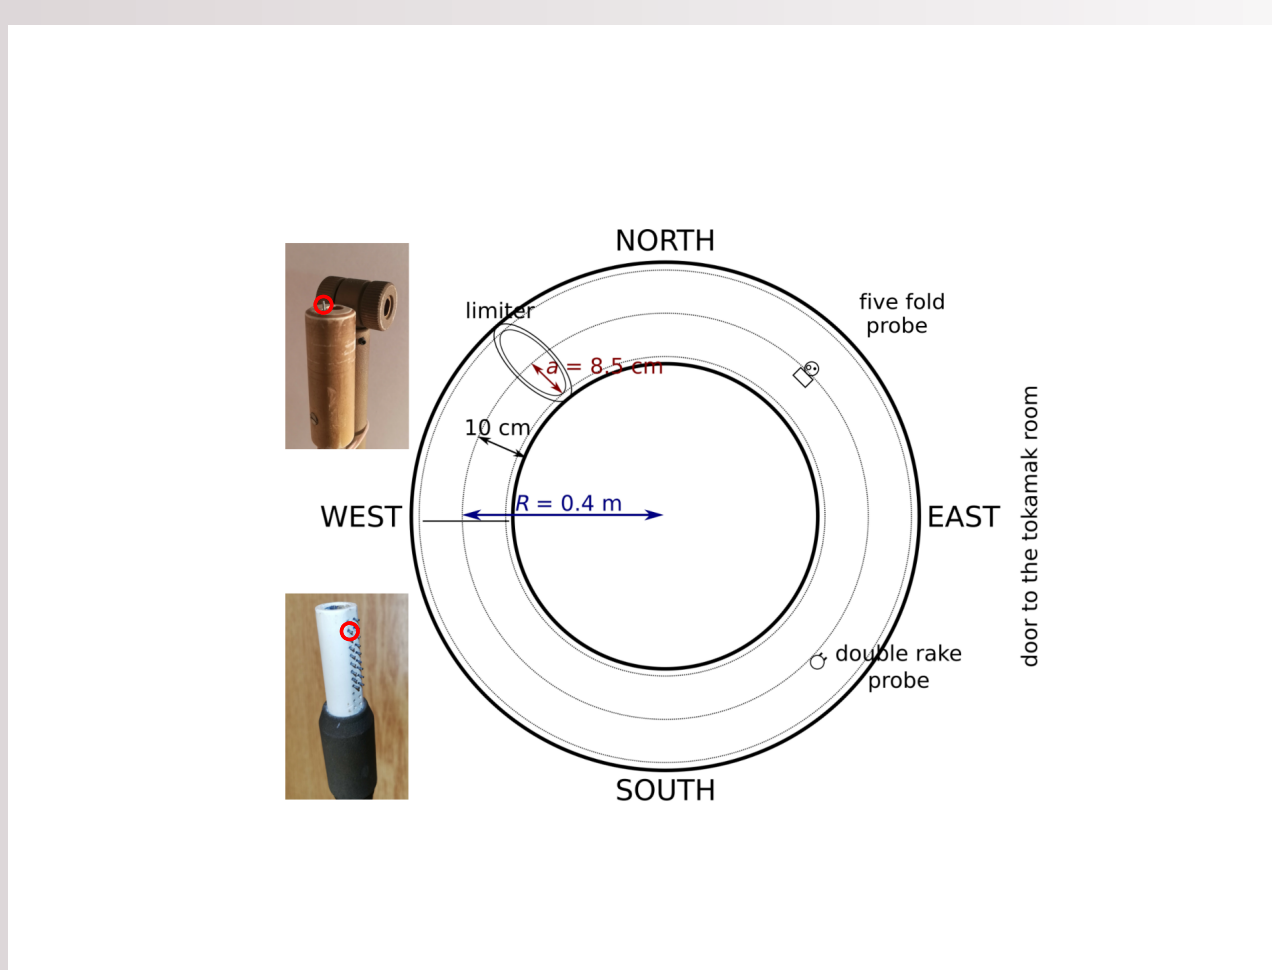 NORTH
limiter
five fold
probe
a = 8.5 cm
10 cm
R = 0.4 m
WEST
EAST
door to the tokamak room
double rake
probe
SOUTH